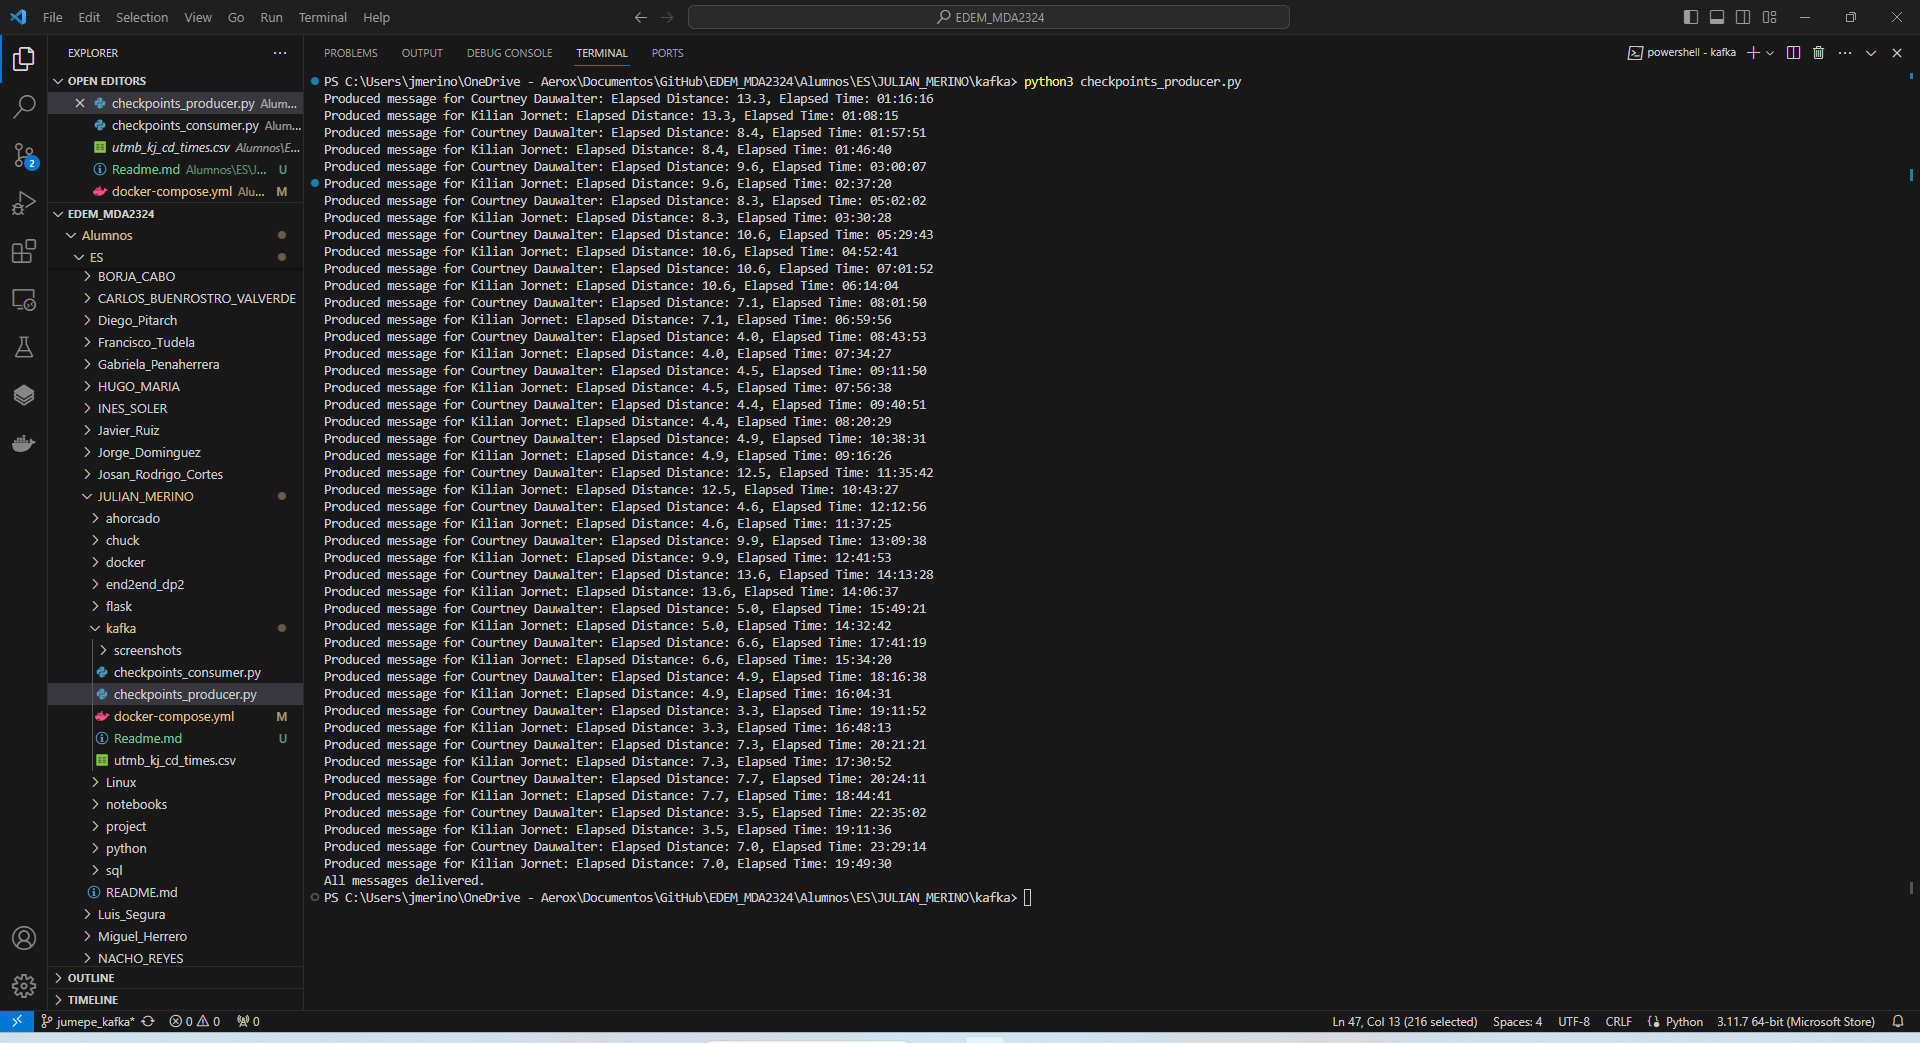 File Edit Selection View Go Run Terminal Help
EDEM_MDA2324
EXPLORER
PROBLEMS OUTPUT DEBUG CONSOLE TERMINAL PORTS
powershell - kafka
OPEN EDITORS
checkpoints_producer.py Alum...
checkpoints_consumer.py Alum...
utmb_kj_cd_times.csv Alumnos\E...
Readme.md Alumnos\ES\J... U
docker-compose.yml Alu... M
EDEM_MDA2324
Alumnos
ES
BORJA_CABO
CARLOS_BUENROSTRO_VALVERDE
Diego_Pitarch
Francisco_Tudela
Gabriela_Penaherrera
HUGO_MARIA
INES_SOLER
Javier_Ruiz
Jorge_Dominguez
Josan_Rodrigo_Cortes
JULIAN_MERINO
ahorcado
chuck
docker
end2end_dp2
flask
kafka
screenshots
checkpoints_consumer.py
checkpoints_producer.py
docker-compose.yml M
Readme.md U
utmb_kj_cd_times.csv
Linux
notebooks
project
python
sql
README.md
Luis_Segura
Miguel_Herrero
NACHO_REYES
OUTLINE
TIMELINE
PS C:\Users\jmerino\OneDrive - Aerox\Documentos\GitHub\EDEM_MDA2324\Alumnos\ES\JULIAN_MERINO\kafka> python3 checkpoints_producer.py
Produced message for Courtney Dauwalter: Elapsed Distance: 13.3, Elapsed Time: 01:16:16
Produced message for Kilian Jornet: Elapsed Distance: 13.3, Elapsed Time: 01:08:15
Produced message for Courtney Dauwalter: Elapsed Distance: 8.4, Elapsed Time: 01:57:51
Produced message for Kilian Jornet: Elapsed Distance: 8.4, Elapsed Time: 01:46:40
Produced message for Courtney Dauwalter: Elapsed Distance: 9.6, Elapsed Time: 03:00:07
Produced message for Kilian Jornet: Elapsed Distance: 9.6, Elapsed Time: 02:37:20
Produced message for Courtney Dauwalter: Elapsed Distance: 8.3, Elapsed Time: 05:02:02
Produced message for Kilian Jornet: Elapsed Distance: 8.3, Elapsed Time: 03:30:28
Produced message for Courtney Dauwalter: Elapsed Distance: 10.6, Elapsed Time: 05:29:43
Produced message for Kilian Jornet: Elapsed Distance: 10.6, Elapsed Time: 04:52:41
Produced message for Courtney Dauwalter: Elapsed Distance: 10.6, Elapsed Time: 07:01:52
Produced message for Kilian Jornet: Elapsed Distance: 10.6, Elapsed Time: 06:14:04
Produced message for Courtney Dauwalter: Elapsed Distance: 7.1, Elapsed Time: 08:01:50
Produced message for Kilian Jornet: Elapsed Distance: 7.1, Elapsed Time: 06:59:56
Produced message for Courtney Dauwalter: Elapsed Distance: 4.0, Elapsed Time: 08:43:53
Produced message for Kilian Jornet: Elapsed Distance: 4.0, Elapsed Time: 07:34:27
Produced message for Courtney Dauwalter: Elapsed Distance: 4.5, Elapsed Time: 09:11:50
Produced message for Kilian Jornet: Elapsed Distance: 4.5, Elapsed Time: 07:56:38
Produced message for Courtney Dauwalter: Elapsed Distance: 4.4, Elapsed Time: 09:40:51
Produced message for Kilian Jornet: Elapsed Distance: 4.4, Elapsed Time: 08:20:29
Produced message for Courtney Dauwalter: Elapsed Distance: 4.9, Elapsed Time: 10:38:31
Produced message for Kilian Jornet: Elapsed Distance: 4.9, Elapsed Time: 09:16:26
Produced message for Courtney Dauwalter: Elapsed Distance: 12.5, Elapsed Time: 11:35:42
Produced message for Kilian Jornet: Elapsed Distance: 12.5, Elapsed Time: 10:43:27
Produced message for Courtney Dauwalter: Elapsed Distance: 4.6, Elapsed Time: 12:12:56
Produced message for Kilian Jornet: Elapsed Distance: 4.6, Elapsed Time: 11:37:25
Produced message for Courtney Dauwalter: Elapsed Distance: 9.9, Elapsed Time: 13:09:38
Produced message for Kilian Jornet: Elapsed Distance: 9.9, Elapsed Time: 12:41:53
Produced message for Courtney Dauwalter: Elapsed Distance: 13.6, Elapsed Time: 14:13:28
Produced message for Kilian Jornet: Elapsed Distance: 13.6, Elapsed Time: 14:06:37
Produced message for Courtney Dauwalter: Elapsed Distance: 5.0, Elapsed Time: 15:49:21
Produced message for Kilian Jornet: Elapsed Distance: 5.0, Elapsed Time: 14:32:42
Produced message for Courtney Dauwalter: Elapsed Distance: 6.6, Elapsed Time: 17:41:19
Produced message for Kilian Jornet: Elapsed Distance: 6.6, Elapsed Time: 15:34:20
Produced message for Courtney Dauwalter: Elapsed Distance: 4.9, Elapsed Time: 18:16:38
Produced message for Kilian Jornet: Elapsed Distance: 4.9, Elapsed Time: 16:04:31
Produced message for Courtney Dauwalter: Elapsed Distance: 3.3, Elapsed Time: 19:11:52
Produced message for Kilian Jornet: Elapsed Distance: 3.3, Elapsed Time: 16:48:13
Produced message for Courtney Dauwalter: Elapsed Distance: 7.3, Elapsed Time: 20:21:21
Produced message for Kilian Jornet: Elapsed Distance: 7.3, Elapsed Time: 17:30:52
Produced message for Courtney Dauwalter: Elapsed Distance: 7.7, Elapsed Time: 20:24:11
Produced message for Kilian Jornet: Elapsed Distance: 7.7, Elapsed Time: 18:44:41
Produced message for Courtney Dauwalter: Elapsed Distance: 3.5, Elapsed Time: 22:35:02
Produced message for Kilian Jornet: Elapsed Distance: 3.5, Elapsed Time: 19:11:36
Produced message for Courtney Dauwalter: Elapsed Distance: 7.0, Elapsed Time: 23:29:14
Produced message for Kilian Jornet: Elapsed Distance: 7.0, Elapsed Time: 19:49:30
All messages delivered.
PS C:\Users\jmerino\OneDrive - Aerox\Documentos\GitHub\EDEM_MDA2324\Alumnos\ES\JULIAN_MERINO\kafka>
2
jumepe_kafka* 0 0 0
Ln 47, Col 13 (216 selected) Spaces: 4 UTF-8 CRLF Python 3.11.7 64-bit (Microsoft Store)